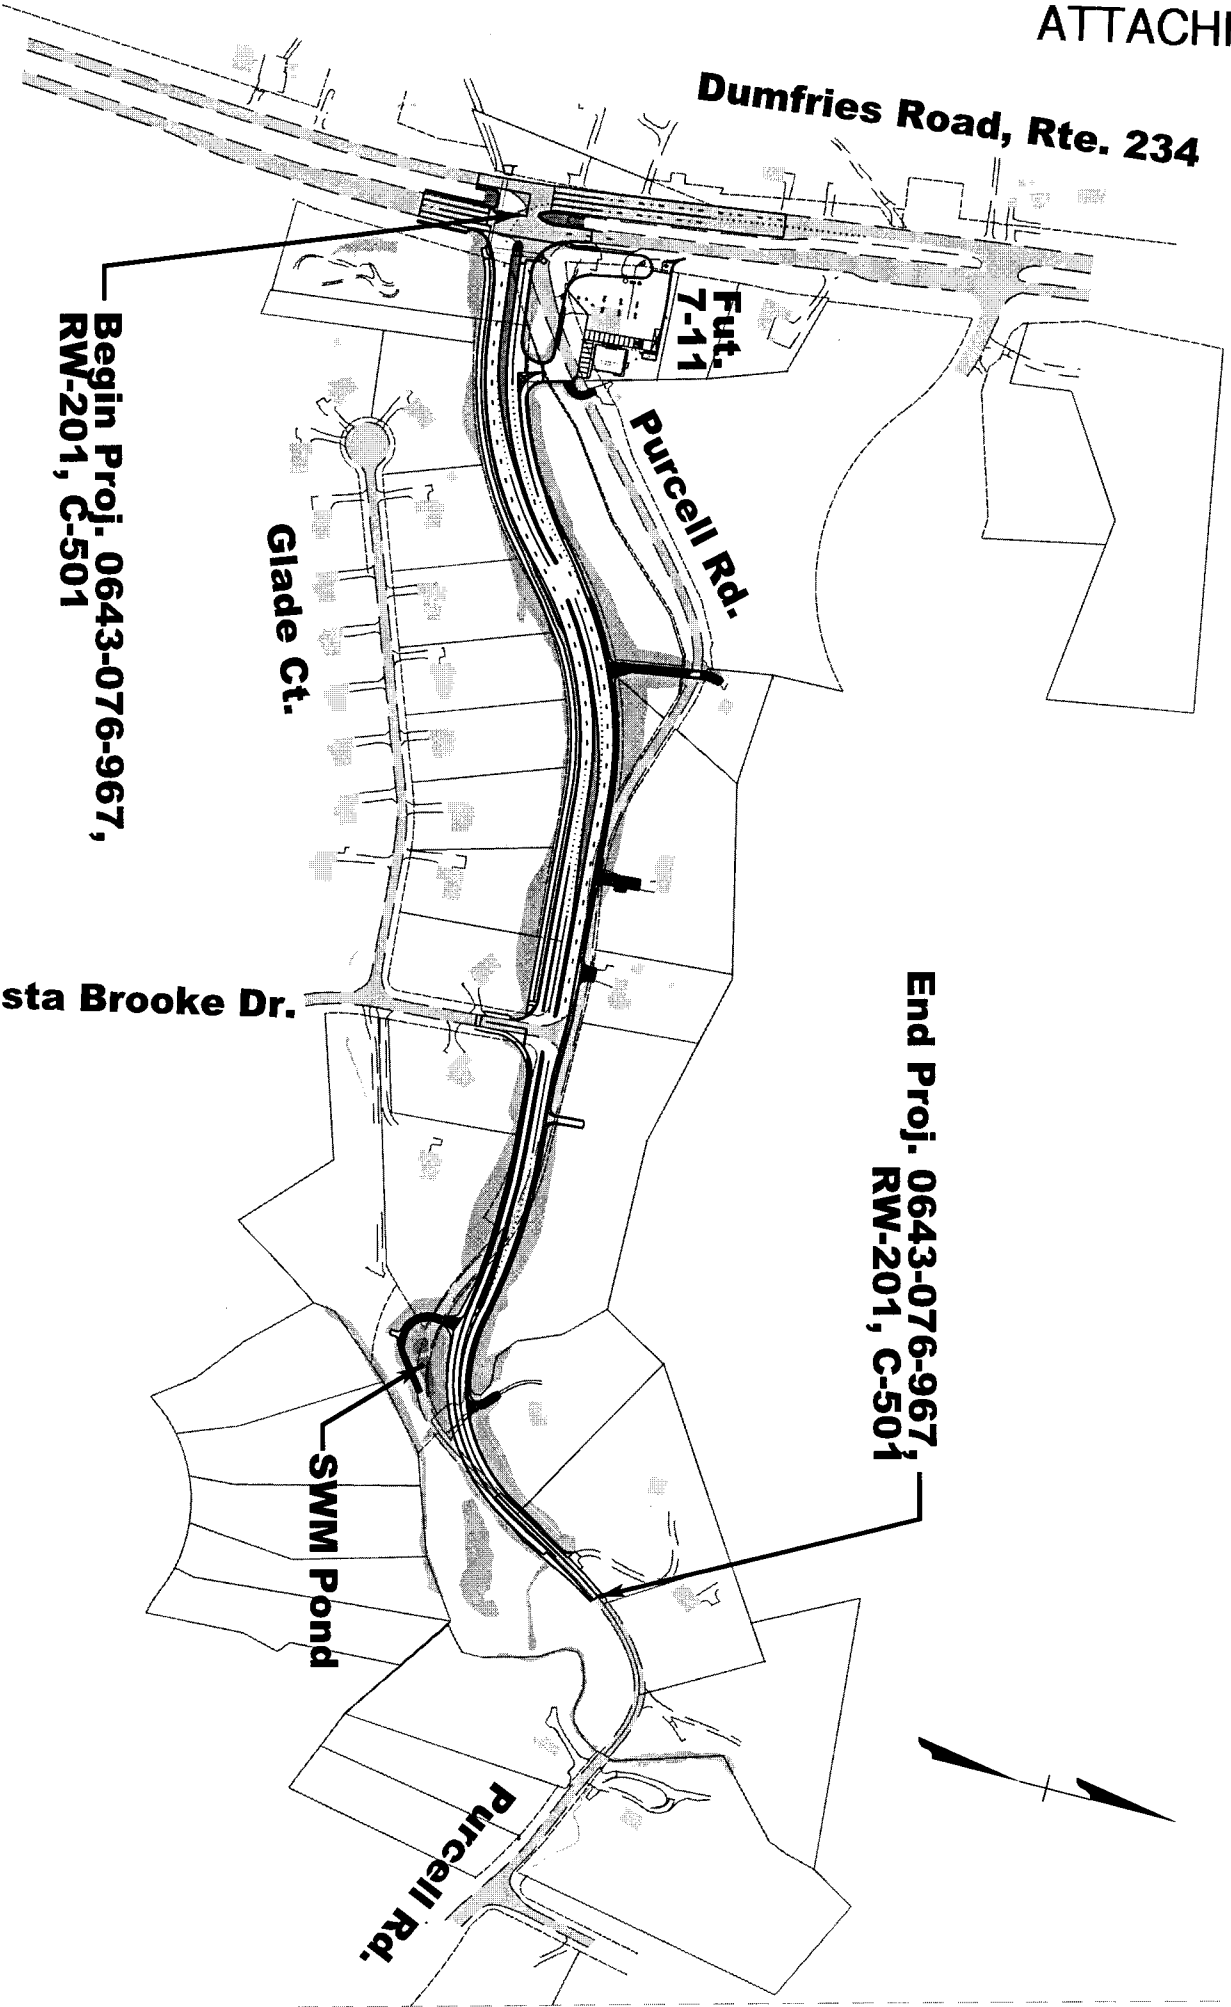 ATTACHI
Dumfries Road, Rte. 234
Fut.
7-11
Purcell Rd.
Begin Proj. 0643-076-967,
RW-201, C-501
Glade Ct.
sta Brooke Dr.
End Proj. 0643-076-967,
RW-201, C-501
SWM Pond
Purcell Rd.